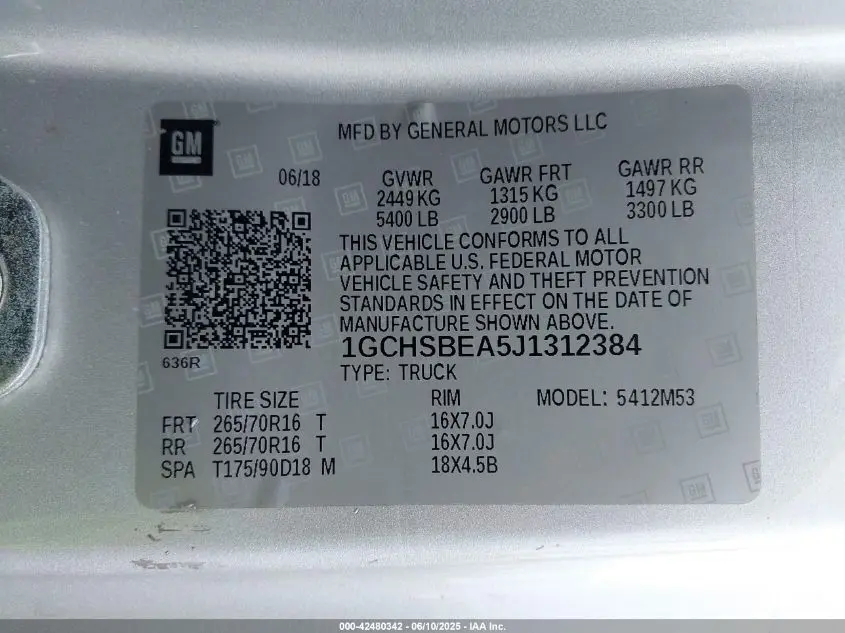 GM
MFD BY GENERAL MOTORS LLC
06/18
GVWR GAWR FRT GAWR RR
2449 KG 1315 KG 1497 KG
5400 LB 2900 LB 3300 LB
THIS VEHICLE CONFORMS TO ALL
APPLICABLE U.S. FEDERAL MOTOR
VEHICLE SAFETY AND THEFT PREVENTION
STANDARDS IN EFFECT ON THE DATE OF
MANUFACTURE SHOWN ABOVE.
636R
1GCHSBEA5J1312384
TYPE: TRUCK
TIRE SIZE RIM MODEL: 5412M53
FRT 265/70R16 T 16X7.0J
RR 265/70R16 T 16X7.0J
SPA T175/90D18 M 18X4.5B
000-42480342 - 06/10/2025 - IAA Inc.